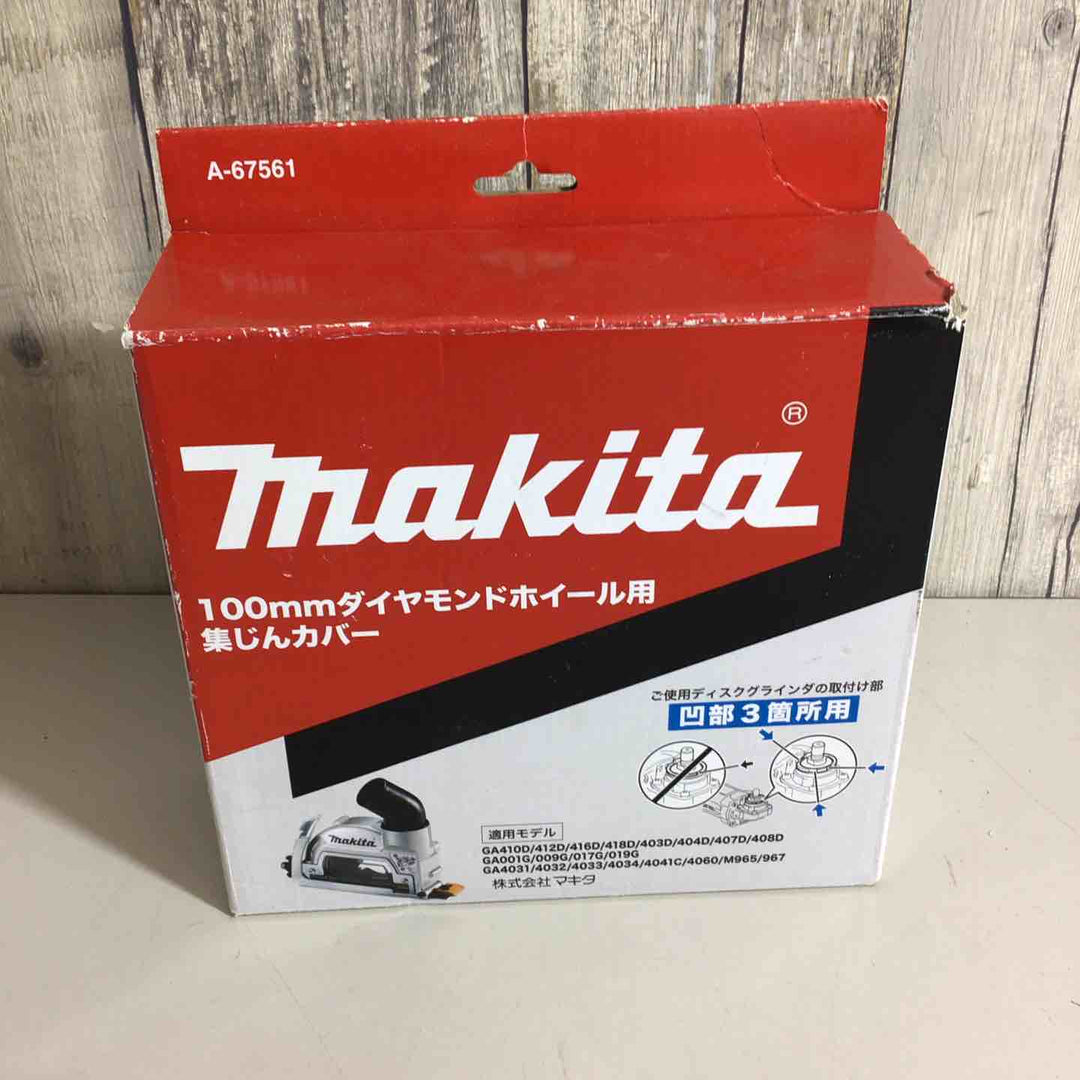 A-67561
makita®
100mmダイヤモンドホイール用
集じんカバー
ご使用ディスクグラインダの取付け部
凹部3箇所用
makita
適用モデル
GA410D/412D/416D/418D/403D/404D/407D/408D
GA001G/009G/017G/019G
GA4031/4032/4033/4034/4041C/4060/M965/967
株式会社マキタ